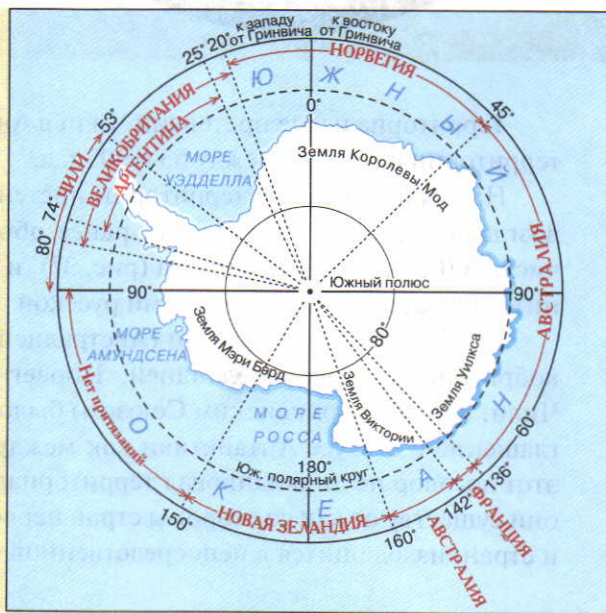 к западу
от Гринвича
к востоку
от Гринвича
25° 20°
НОРВЕГИЯ
45°
ЮЖНЫЙ
ОКЕАН
53°
ВЕЛИКОБРИТАНИЯ
АРГЕНТИНА
ЧИЛИ
74°
80°
0°
МОРЕ
УЭДДЕЛЛА
Земля Королевы Мод
Южный полюс
90°
90°
АВСТРАЛИЯ
80°
МОРЕ
АМУНДСЕНА
Земля Мэри Бэрд
Земля Уилкса
Земля Виктории
МОРЕ
РОССА
Нет притязаний
60°
Юж. полярный круг
180°
136°
142°
ФРАНЦИЯ
150°
НОВАЯ ЗЕЛАНДИЯ
160°
АВСТРАЛИЯ